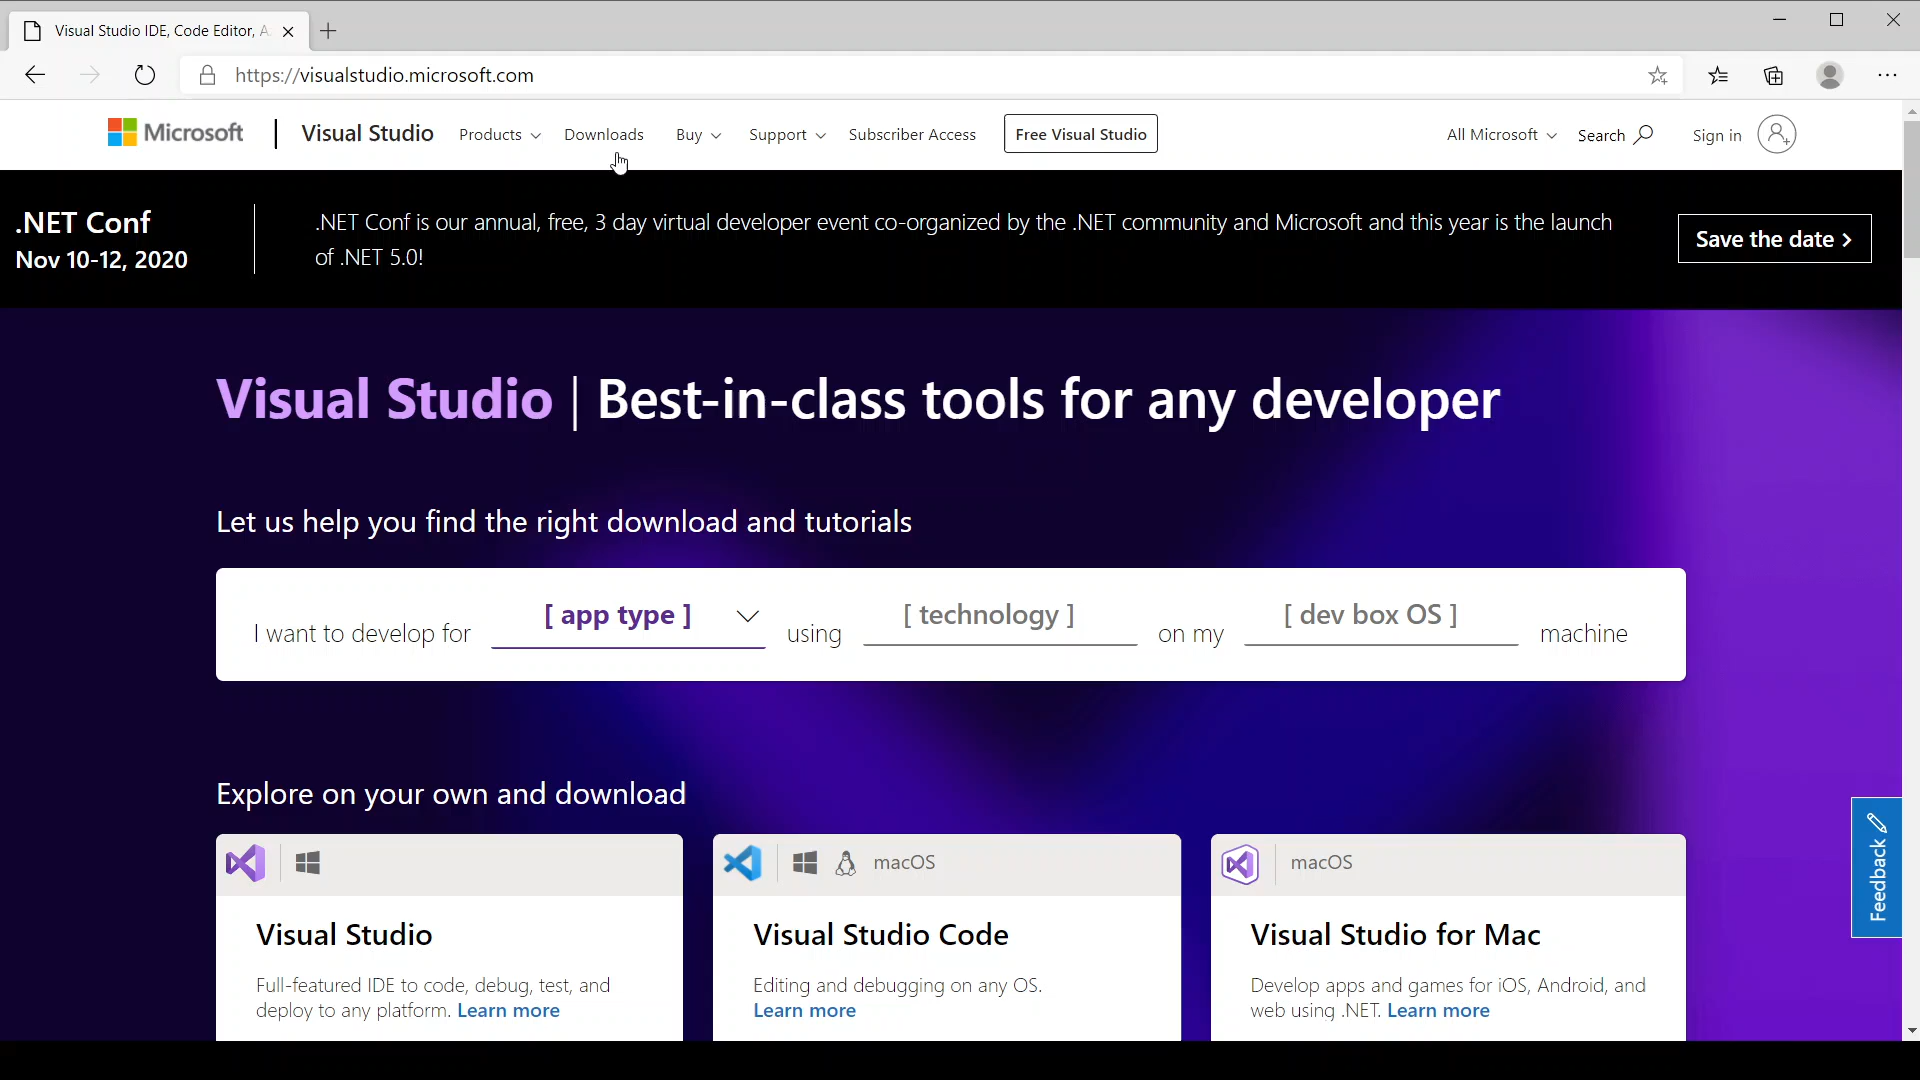 Visual Studio IDE, Code Editor, A
https://visualstudio.microsoft.com
Microsoft Visual Studio Products Downloads Buy Support Subscriber Access Free Visual Studio All Microsoft Search Sign in
.NET Conf
Nov 10-12, 2020
.NET Conf is our annual, free, 3 day virtual developer event co-organized by the .NET community and Microsoft and this year is the launch
of .NET 5.0!
Save the date
Visual Studio | Best-in-class tools for any developer
Let us help you find the right download and tutorials
I want to develop for [ app type ] using [ technology ] on my [ dev box OS ] machine
Explore on your own and download
macOS
macOS
Visual Studio
Full-featured IDE to code, debug, test, and
deploy to any platform. Learn more
Visual Studio Code
Editing and debugging on any OS.
Learn more
Visual Studio for Mac
Develop apps and games for iOS, Android, and
web using .NET. Learn more
Feedback